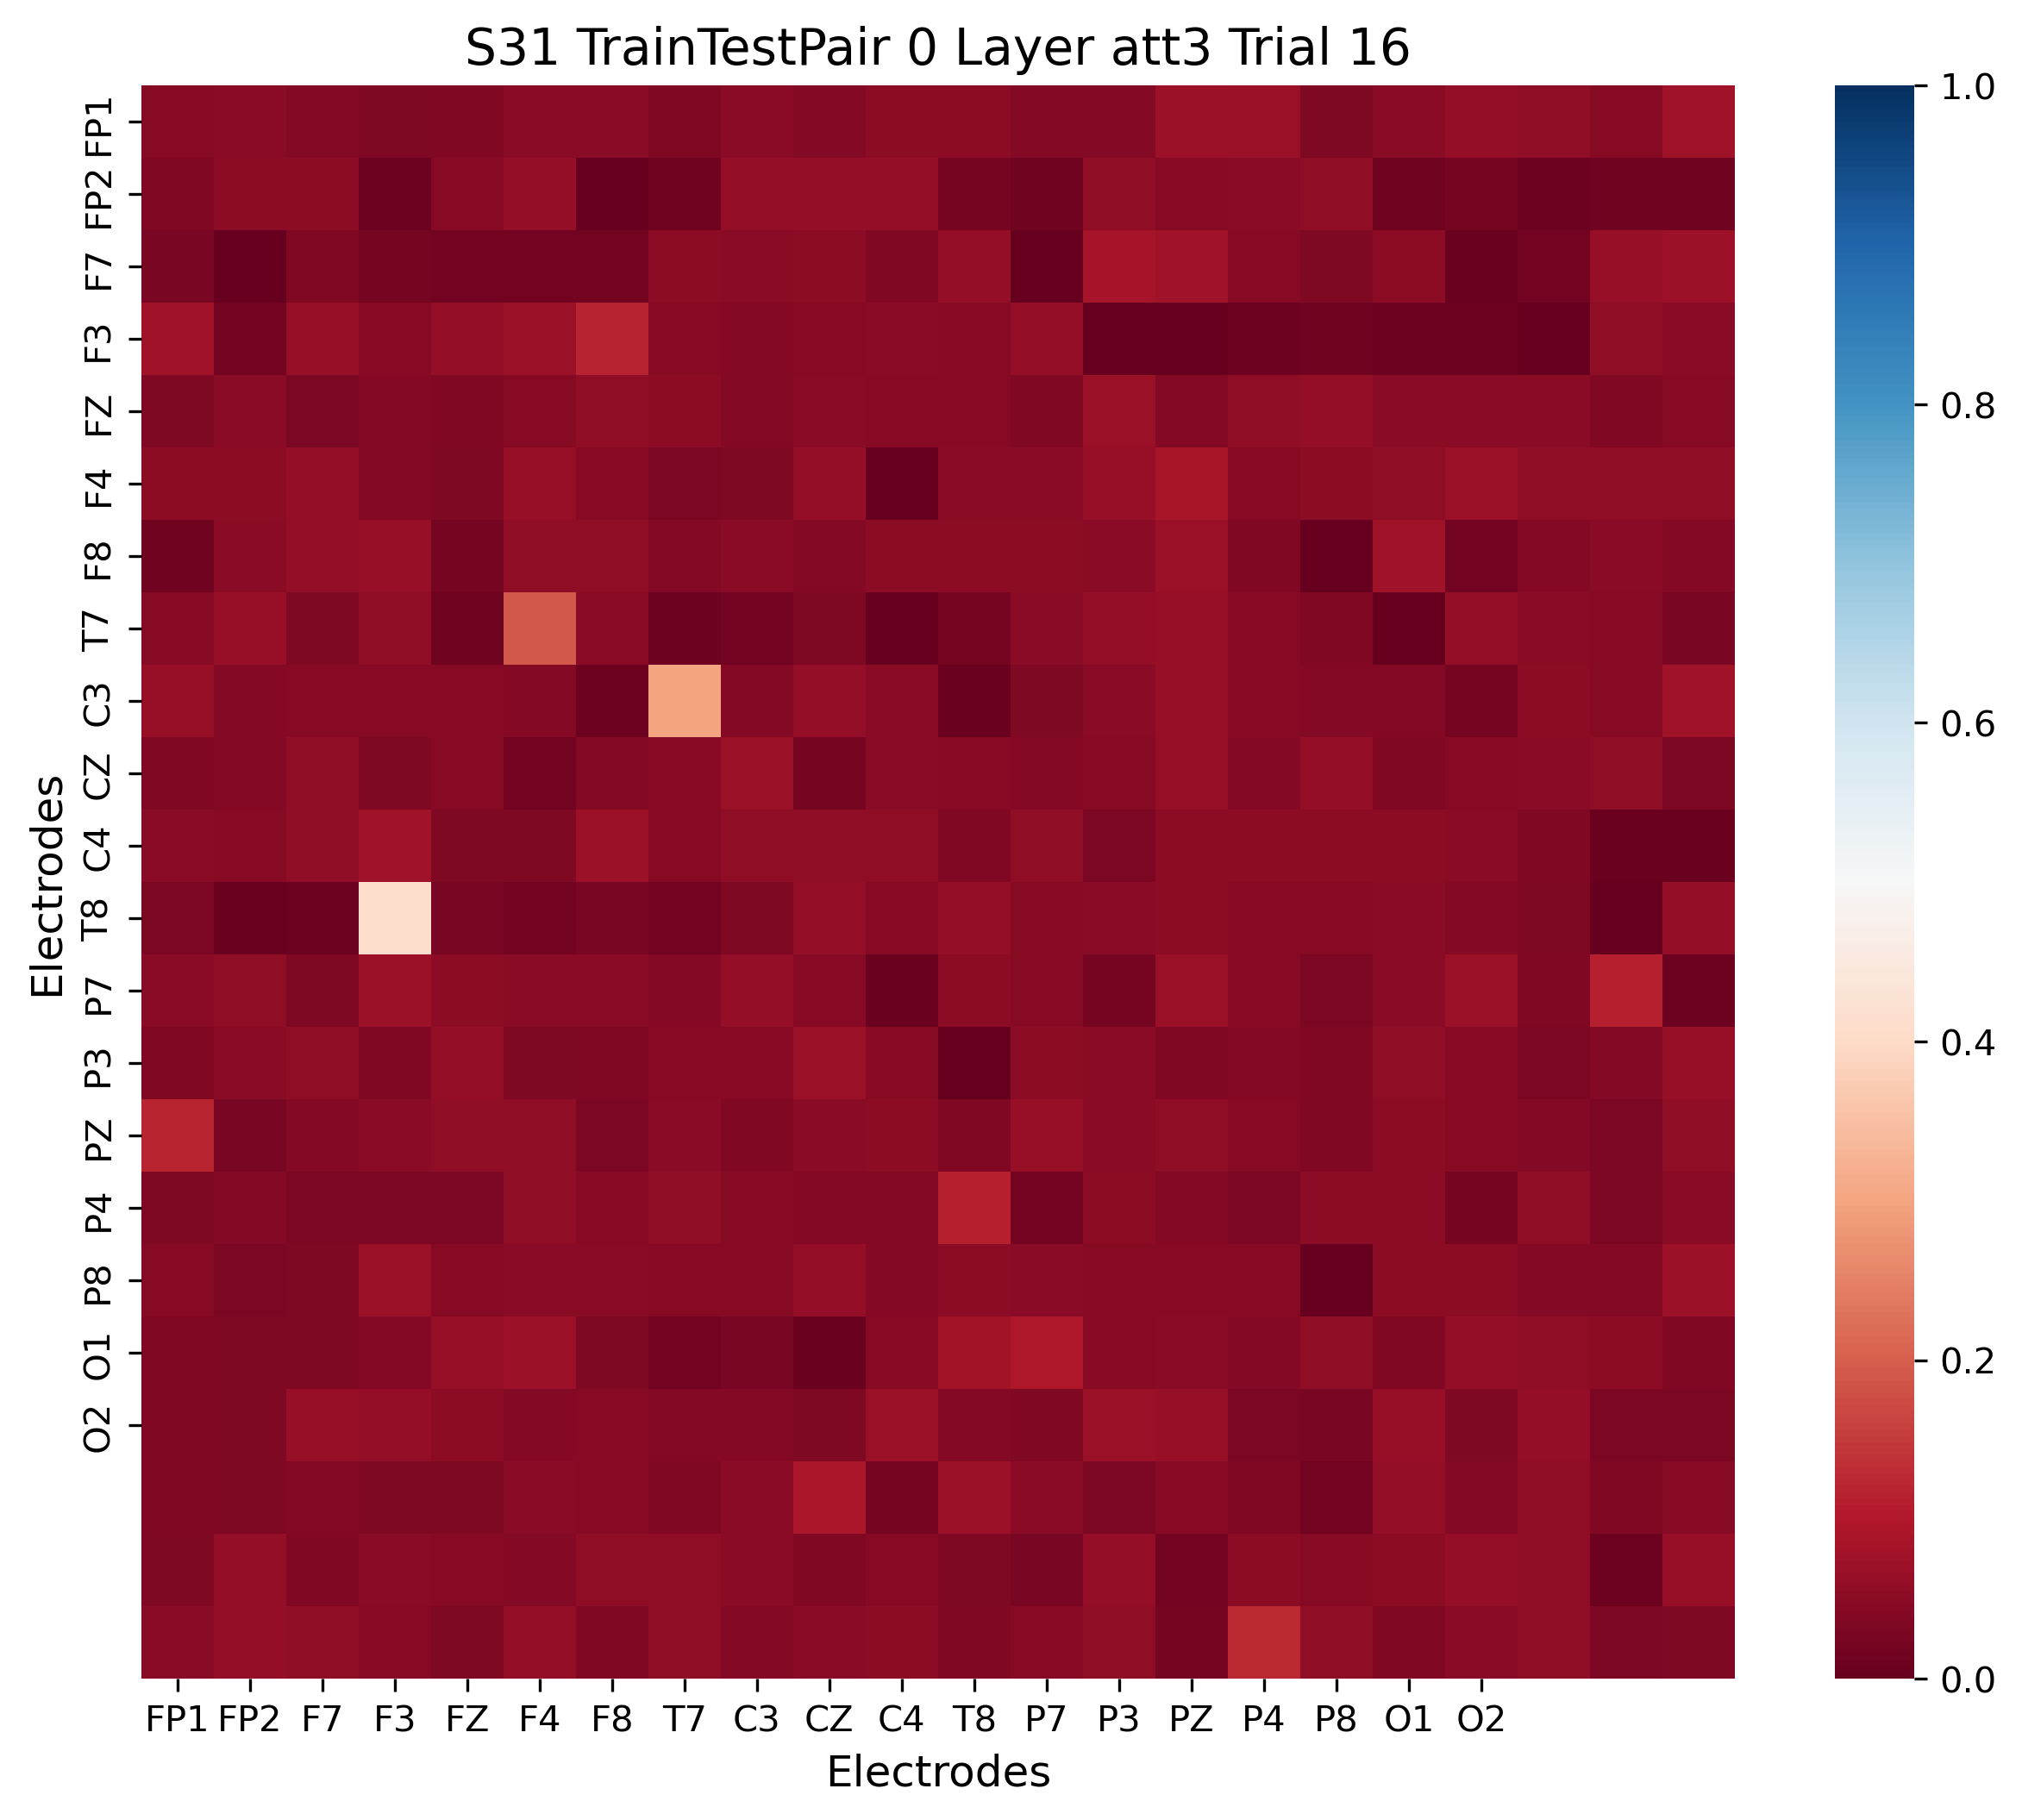 S31 TrainTestPair 0 Layer att3 Trial 16
Electrodes
FP1
FP2
F7
F3
FZ
F4
F8
T7
C3
CZ
C4
T8
P7
P3
PZ
P4
P8
O1
O2
FP1 FP2 F7 F3 FZ F4 F8 T7 C3 CZ C4 T8 P7 P3 PZ P4 P8 O1 O2
Electrodes
1.0
0.8
0.6
0.4
0.2
0.0